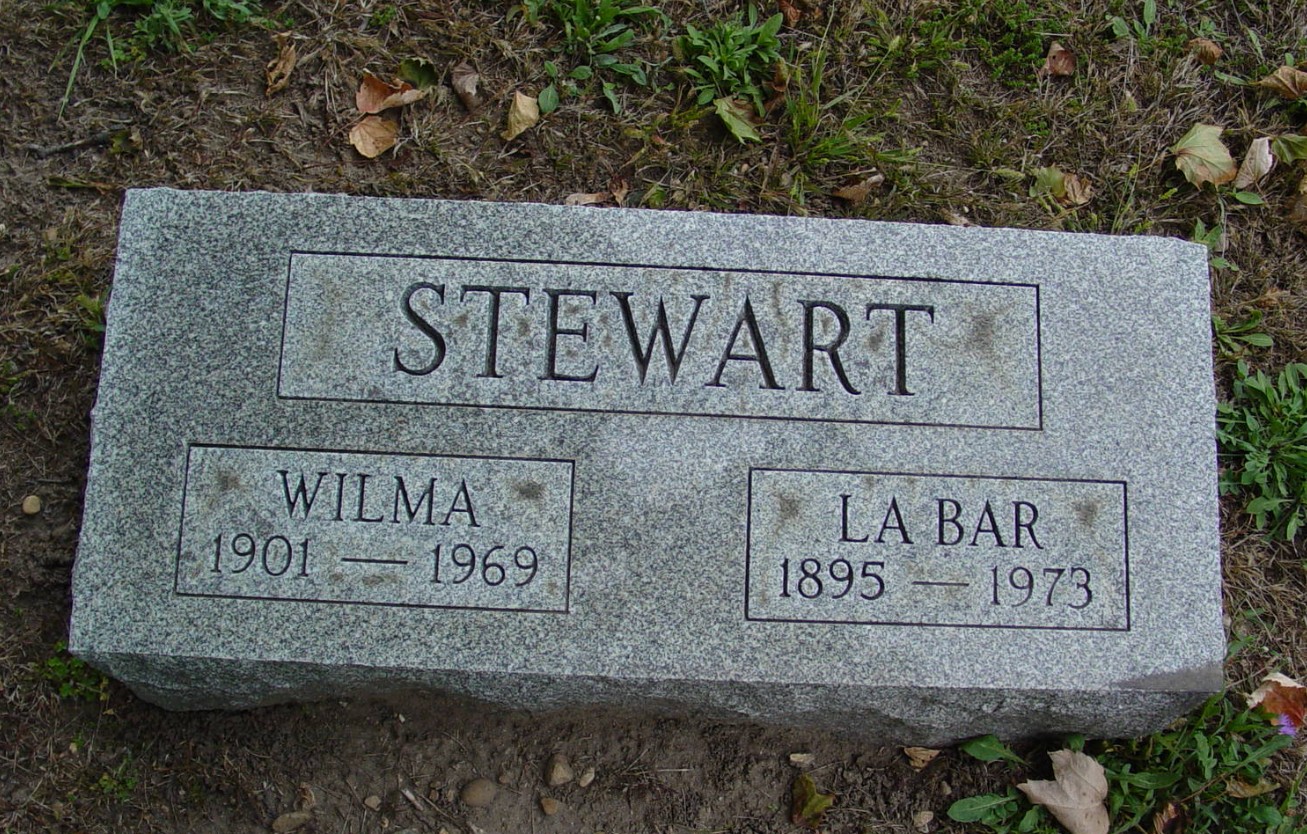 STEWART
WILMA
1901 — 1969
LA BAR
1895 — 1973